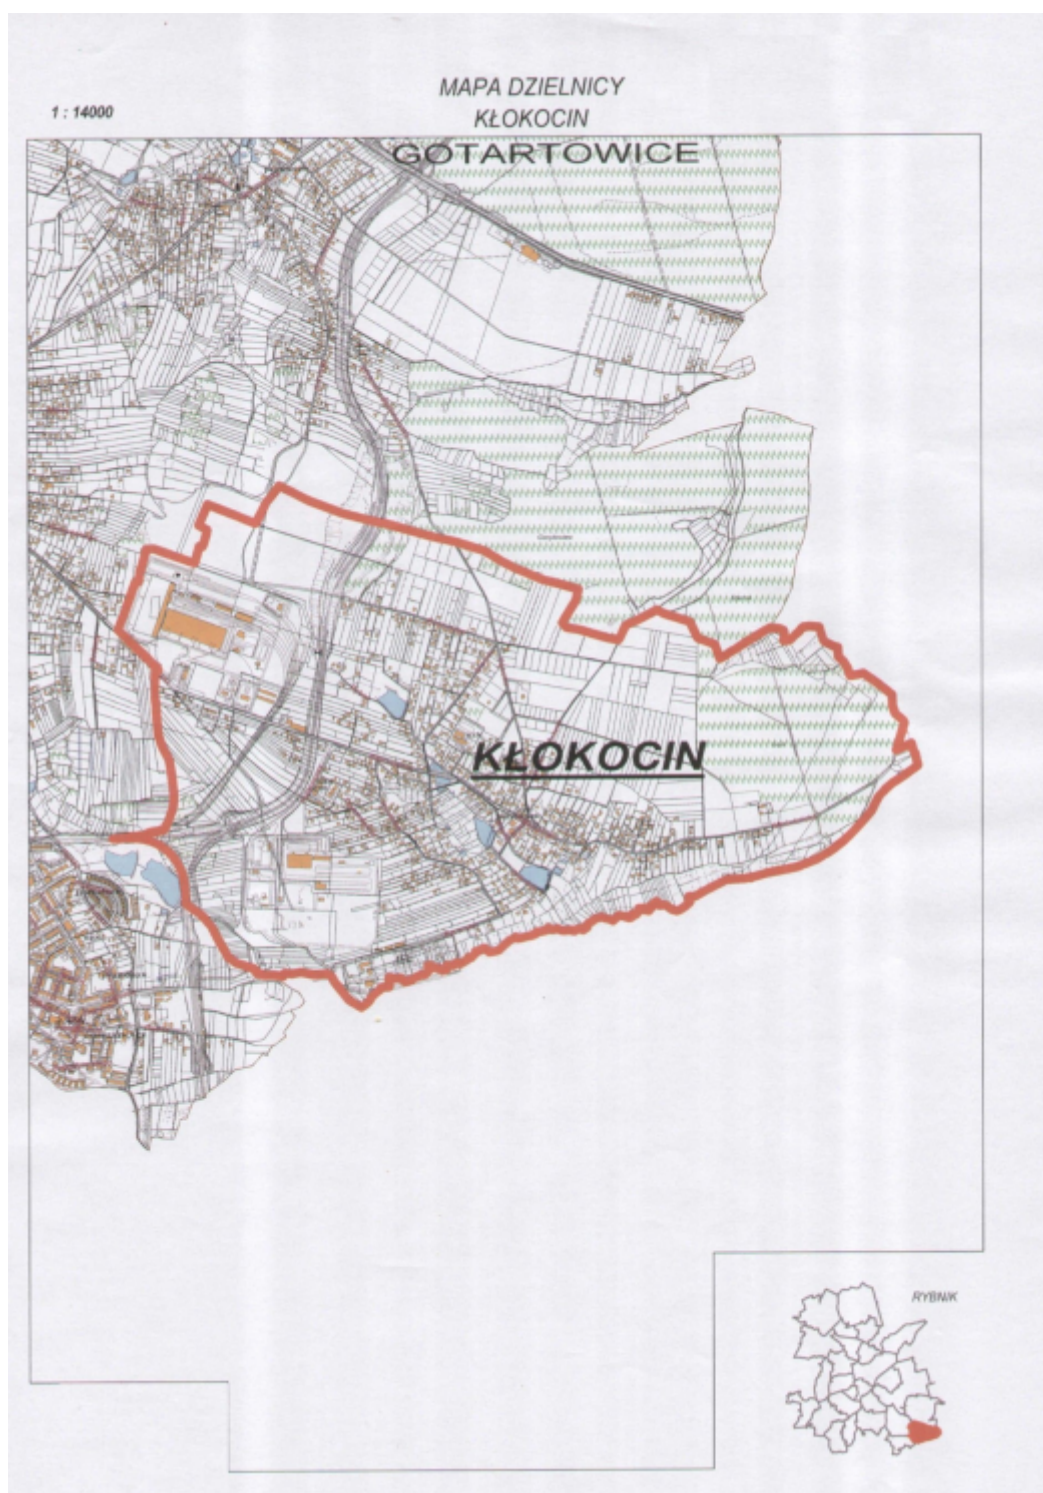 MAPA DZIELNICY
1 : 14000
KŁOKOCIN
GOTARTOWICE
KŁOKOCIN
RYBNIK